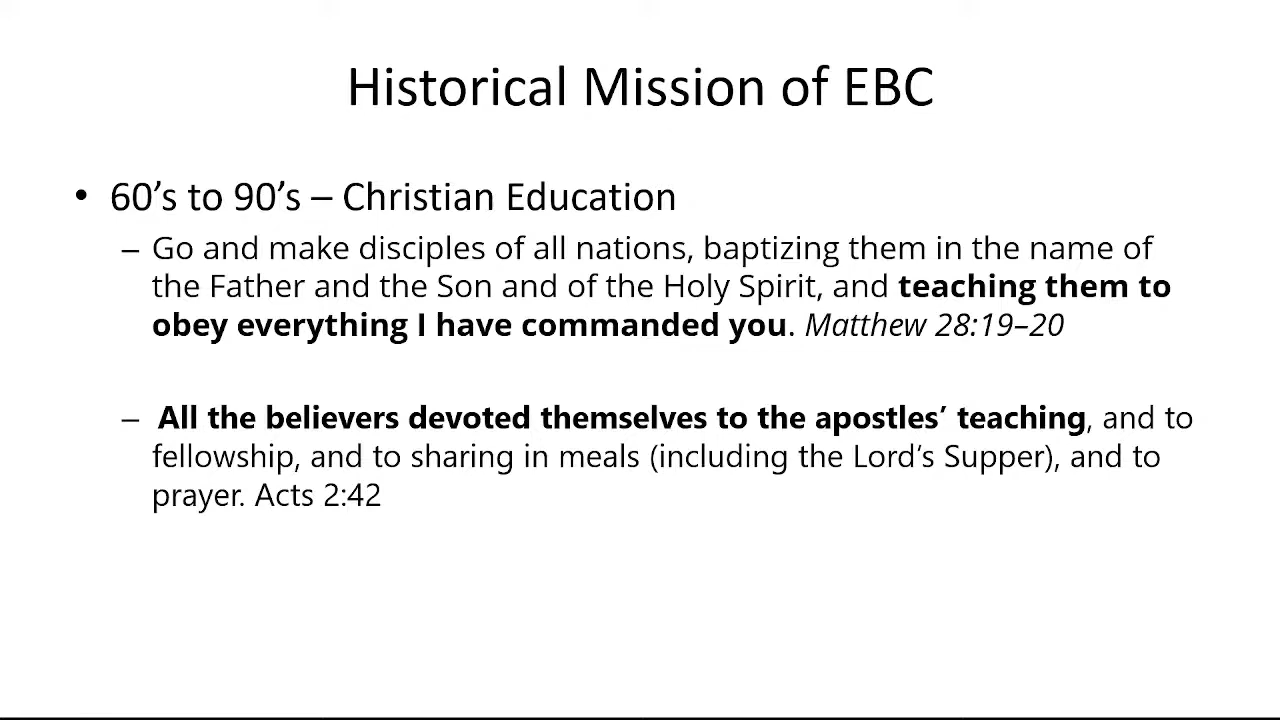 Historical Mission of EBC
• 60’s to 90’s – Christian Education
– Go and make disciples of all nations, baptizing them in the name of
the Father and the Son and of the Holy Spirit, and teaching them to
obey everything I have commanded you. Matthew 28:19–20
– All the believers devoted themselves to the apostles’ teaching, and to
fellowship, and to sharing in meals (including the Lord’s Supper), and to
prayer. Acts 2:42